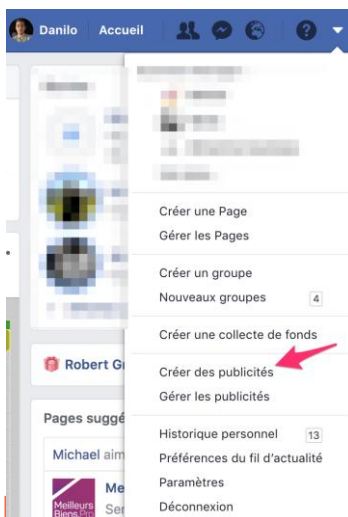 Danilo Accueil
Créer une Page
Gérer les Pages
Créer un groupe
Nouveaux groupes 4
Créer une collecte de fonds
Robert
Créer des publicités
Gérer les publicités
Pages suggé
Historique personnel 13
Michael aim
Préférences du fil d'actualité
Paramètres
Me
Meilleurs
Biens Pro
Ser
Déconnexion